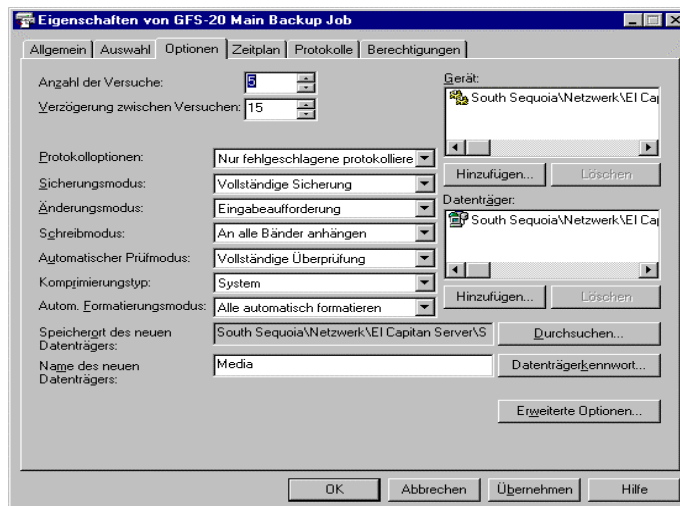 Eigenschaften von GFS-20 Main Backup Job
Allgemein Auswahl Optionen Zeitplan Protokolle Berechtigungen
Anzahl der Versuche: 5
Verzögerung zwischen Versuchen: 15
Protokolloptionen: Nur fehlgeschlagene protokolliere
Sicherungsmodus: Vollständige Sicherung
Änderungsmodus: Eingabeaufforderung
Schreibmodus: An alle Bänder anhängen
Automatischer Prüfmodus: Vollständige Überprüfung
Komprimierungstyp: System
Autom. Formatierungsmodus: Alle automatisch formatieren
Speicherort des neuen
Datenträgers:
South Sequoia\Netzwerk\El Capitan Server\S
Durchsuchen...
Name des neuen
Datenträgers:
Media
Datenträgerkennwort...
Gerät:
South Sequoia\Netzwerk\El Cap
Hinzufügen... Löschen
Datenträger:
South Sequoia\Netzwerk\El Cap
Hinzufügen... Löschen
Erweiterte Optionen...
OK Abbrechen Übernehmen Hilfe